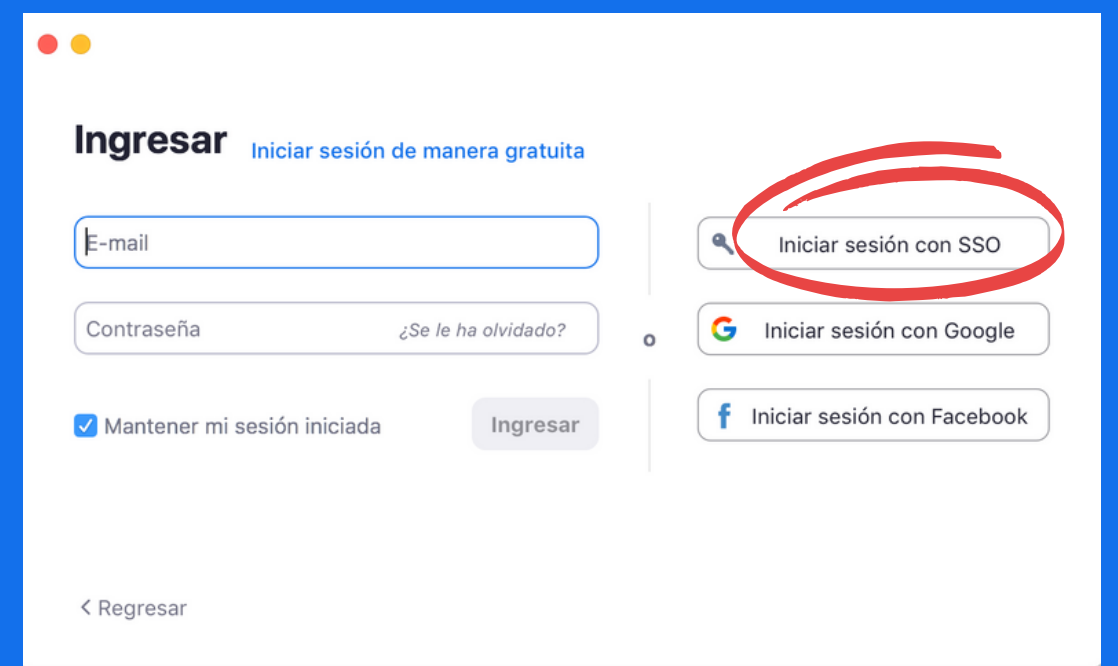 Ingresar
Iniciar sesión de manera gratuita
E-mail
Contraseña
¿Se le ha olvidado?
Mantener mi sesión iniciada
Ingresar
o
Iniciar sesión con SSO
Iniciar sesión con Google
Iniciar sesión con Facebook
< Regresar